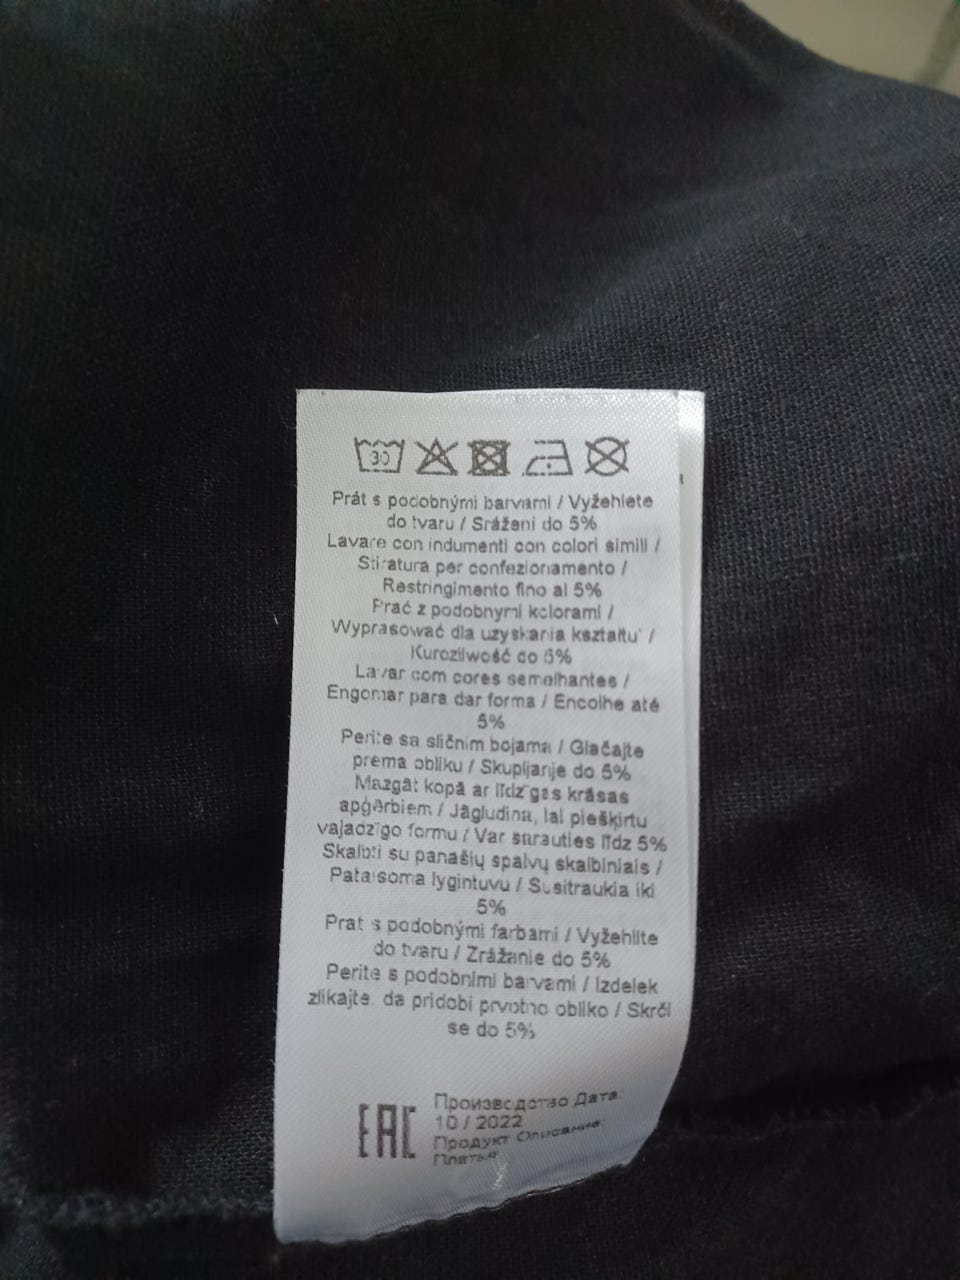 30
Prát s podobnými barvami / Vyžehlete
do tvaru / Srážení do 5%
Lavare con indumenti con colori simili /
Stiratura per confezionamento /
Restringimento fino al 5%
Prać z podobnymi kolorami /
Wyprasować dla uzyskania kształtu /
Kurczliwość do 5%
Lavar com cores semelhantes /
Engomar para dar forma / Encolhe até
5%
Perite sa sličnim bojama / Glačajte
prema obliku / Skupljanje do 5%
Mazgāt kopā ar līdzīgas krāsas
apģērbiem / Jāgludina, lai piešķirtu
vajadzīgo formu / Var sarauties līdz 5%
Skalbti su panašių spalvų skalbiniais /
Pataisoma lygintuvu / Susitraukia iki
5%
Prať s podobnými farbami / Vyžehlite
do tvaru / Zrážanie do 5%
Perite s podobnimi barvami / Izdelek
zlikajte, da pridobi prvotno obliko / Skrči
se do 5%
EAC
Производство Дата:
10 / 2022
Продукт Описание:
Платья